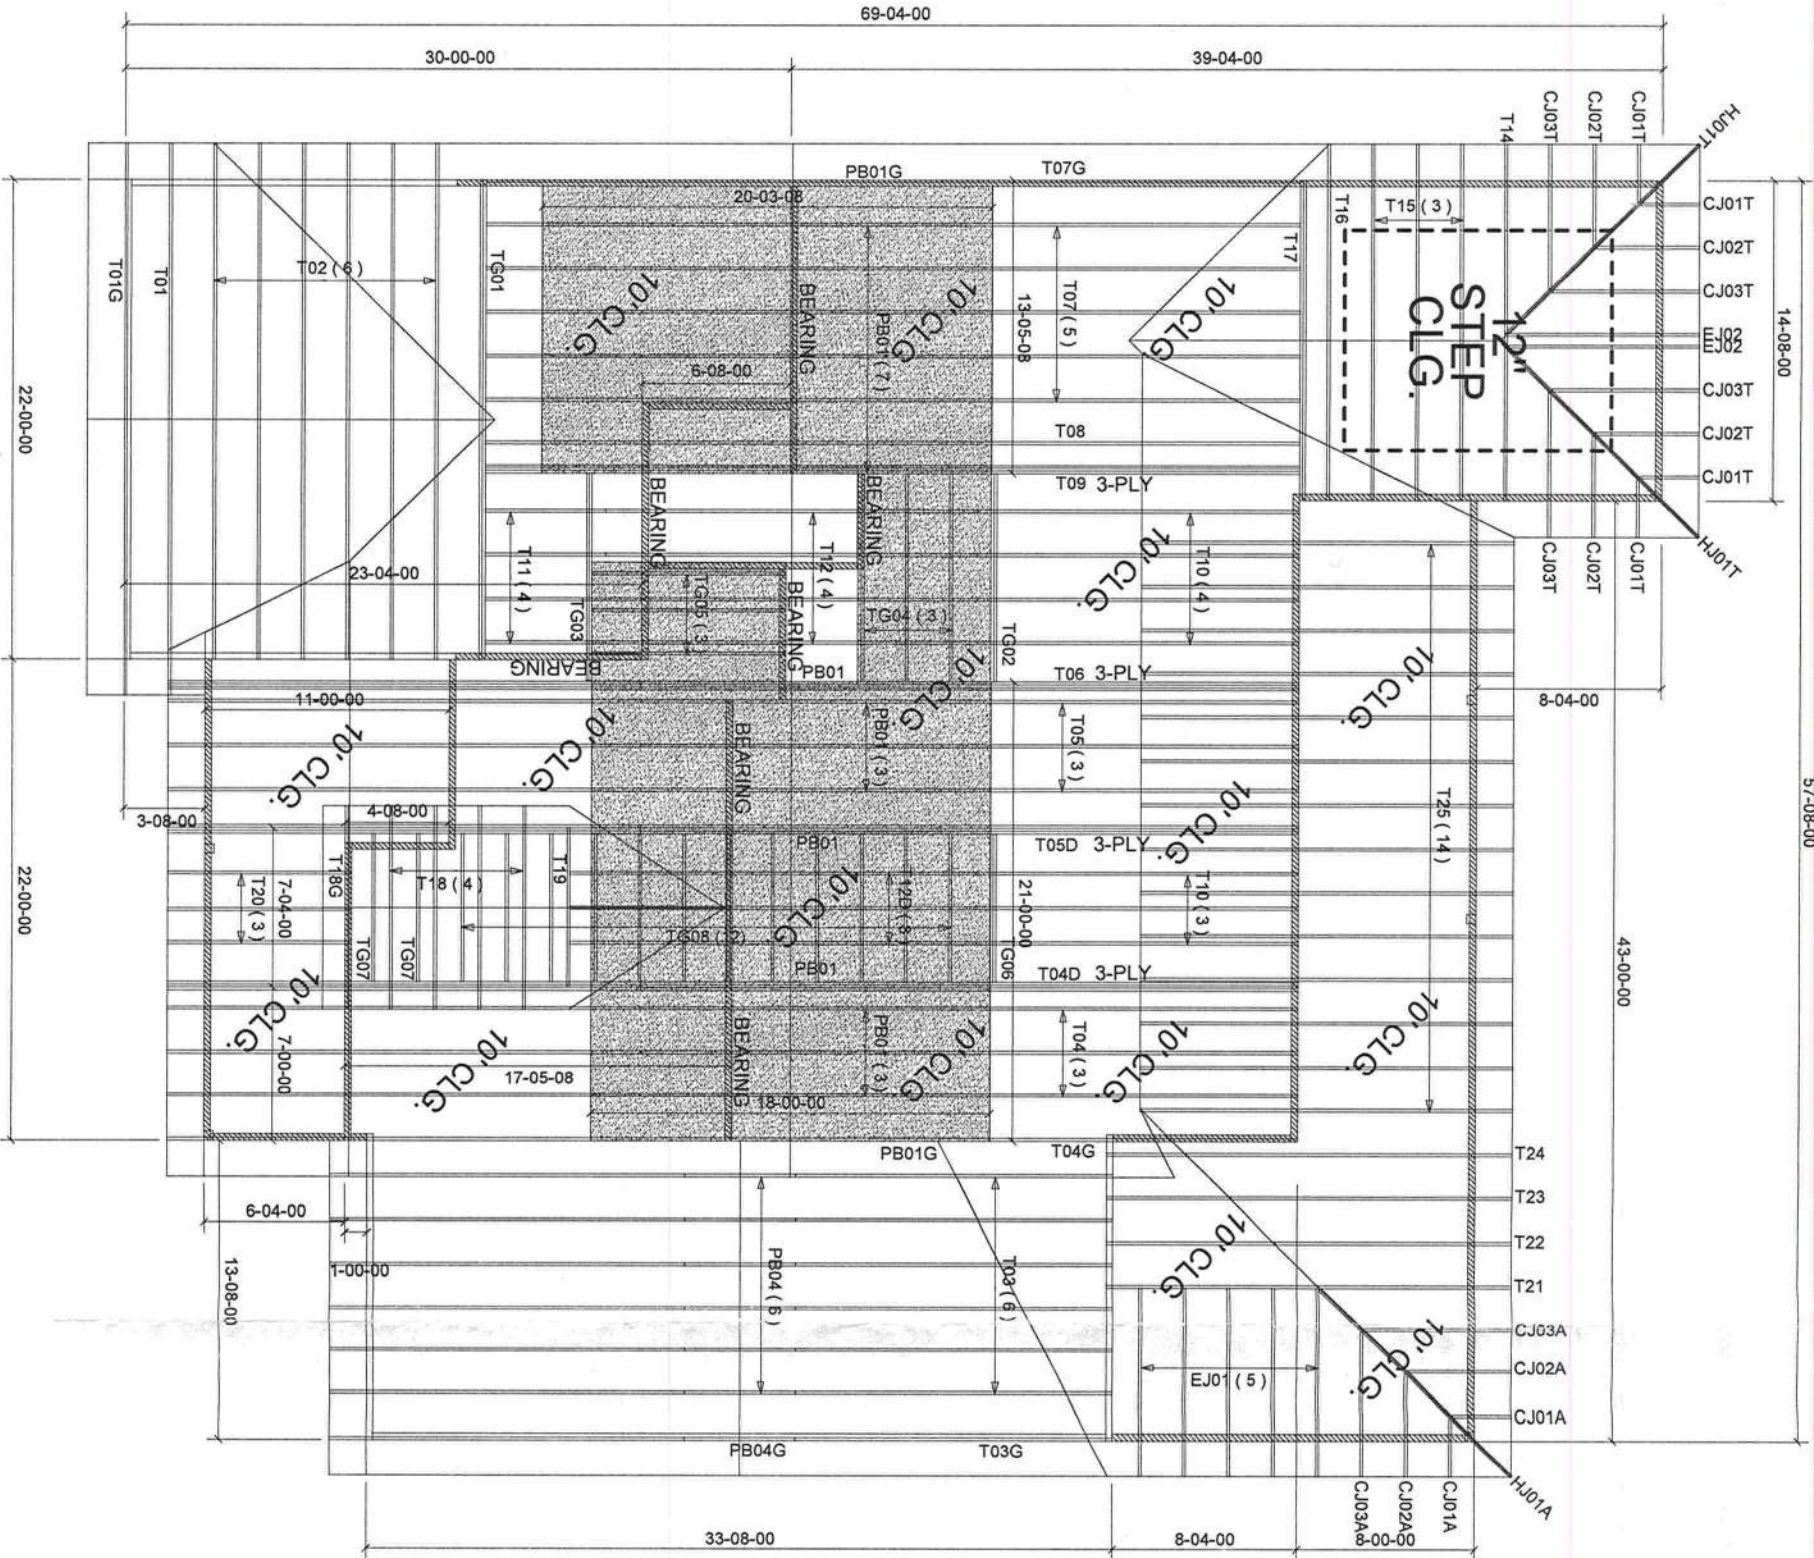 69-04-00
30-00-00
39-04-00
HJ01T
CJ01T
CJ02T
CJ03T
T14
PB01G
T07G
20-03-08
T16
T15 ( 3 )
CJ01T
CJ02T
CJ03T
EJ02
EJ02
CJ03T
CJ02T
CJ01T
14-08-00
T01G
T01
T02 ( 6 )
TG01
10' CLG.
BEARING
PB01 ( 7 )
10' CLG.
13-05-08
T07 ( 5 )
10' CLG.
T17
12"
STEP
CLG.
6-08-00
T08
22-00-00
T09 3-PLY
BEARING
BEARING
HJ01T
CJ03T
CJ02T
CJ01T
T11 ( 4 )
T12 ( 4 )
T10 ( 4 )
10' CLG.
23-04-00
TG03
TG05 ( 3 )
BEARING
TG04 ( 3 )
TG02
BEARING
PB01
T06 3-PLY
10' CLG.
10' CLG.
8-04-00
11-00-00
10' CLG.
10' CLG.
BEARING
PB01 ( 3 )
T05 ( 3 )
10' CLG.
T25 ( 14 )
57-08-00
3-08-00
4-08-00
PB01
T05D 3-PLY
T18G
T18 ( 4 )
T19
10' CLG.
T20 ( 3 )
7-04-00
21-00-00
T10 ( 3 )
22-00-00
TG07
TG07
PB01
TG06
T04D 3-PLY
43-00-00
10' CLG.
7-00-00
10' CLG.
17-05-08
BEARING
PB01 ( 3 )
10' CLG.
T04 ( 3 )
10' CLG.
10' CLG.
18-00-00
PB01G
T04G
T24
T23
T22
T21
6-04-00
1-00-00
13-08-00
PB04 ( 6 )
T03 ( 6 )
10' CLG.
10' CLG.
EJ01 ( 5 )
CJ03A
CJ02A
CJ01A
PB04G
T03G
HJ01A
CJ03A
CJ02A
CJ01A
33-08-00
8-04-00
8-00-00